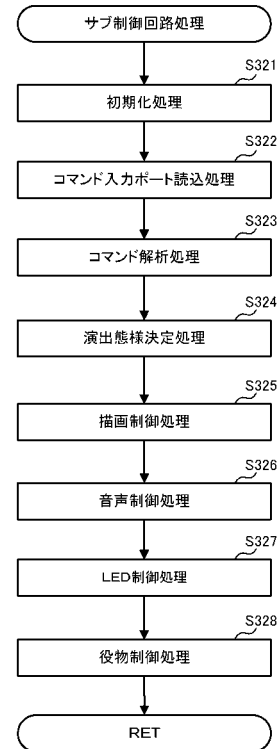 サブ制御回路処理
S321
初期化処理
S322
コマンド入力ポート読込処理
S323
コマンド解析処理
S324
演出態様決定処理
S325
描画制御処理
S326
音声制御処理
S327
LED制御処理
S328
役物制御処理
RET